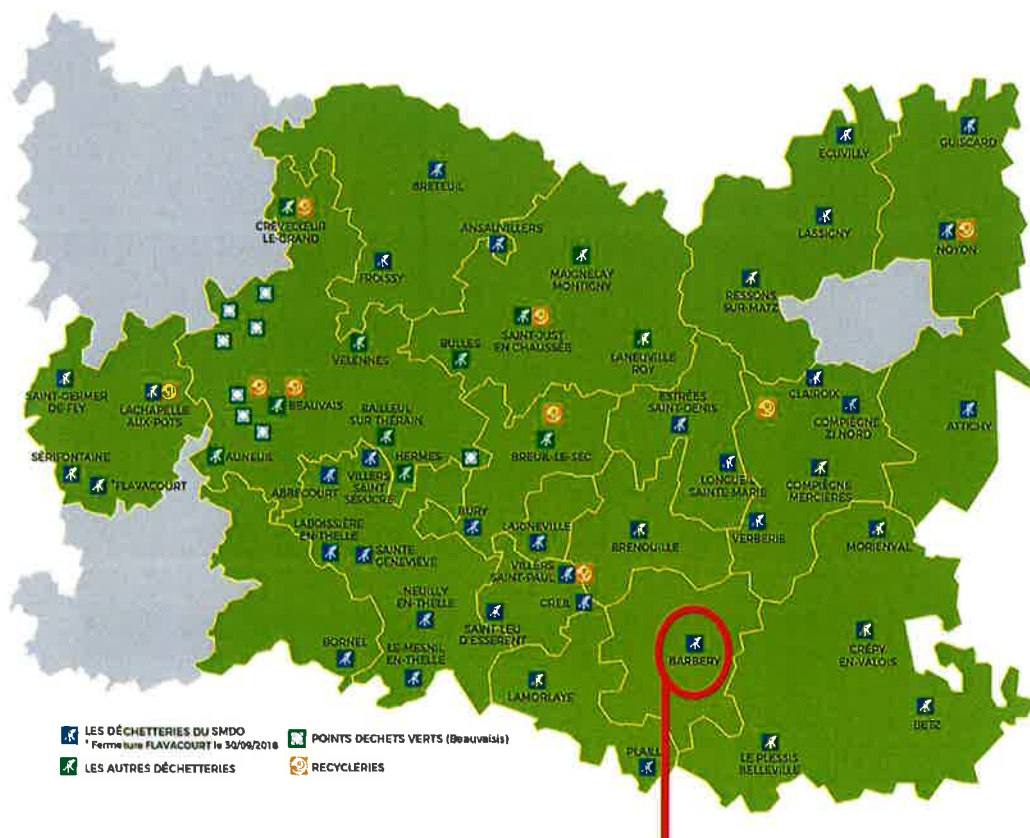 ECUVILLY
GUISCARD
BRETEUIL
CRÈVECŒUR
LE-GRAND
ANSAUVILLERS
LASSIGNY
NOYON
FROISSY
MAIGNELAY
MONTIGNY
RESSONS
SUR-MATZ
SAINT-JUST
EN CHAUSSÉE
VELENNES
BULLES
LANEUVILLE
ROY
SAINT-GERMER
DE-FLY
LACHAPELLE
AUX-POTS
BEAUVAIS
BAILLEUL
SUR THÉRAIN
ESTRÉES
SAINT-DENIS
CLAIROIX
COMPIÈGNE
ZI NORD
ATTICHY
SÉRIFONTAINE
*FLAVACOURT
AUNEUIL
ABBECOURT
VILLERS
SAINT
SÉPULCRE
HERMES
BREUIL-LE-SEC
LONGUEIL
SAINTE-MARIE
COMPIÈGNE
MERCIÈRES
LABOISSIÈRE
EN-THELLE
SAINTE
GENEVIÈVE
BURY
LAIGNEVILLE
BRENOUILLE
VERBERIE
MORIENVAL
VILLERS
SAINT-PAUL
CREIL
NEUILLY
EN-THELLE
SAINT-LEU
D'ESSERENT
BORNEL
LE-MESNIL
EN-THELLE
LAMORLAYE
BARBERY
CRÉPY
EN-VALOIS
BETZ
PLAILLY
LE PLESSIS
BELLEVILLE
LES DÉCHETTERIES DU SMDO
* Fermeture FLAVACOURT le 30/09/2018
LES AUTRES DÉCHETTERIES
POINTS DECHETS VERTS (Beauvaisis)
RECYCLERIES